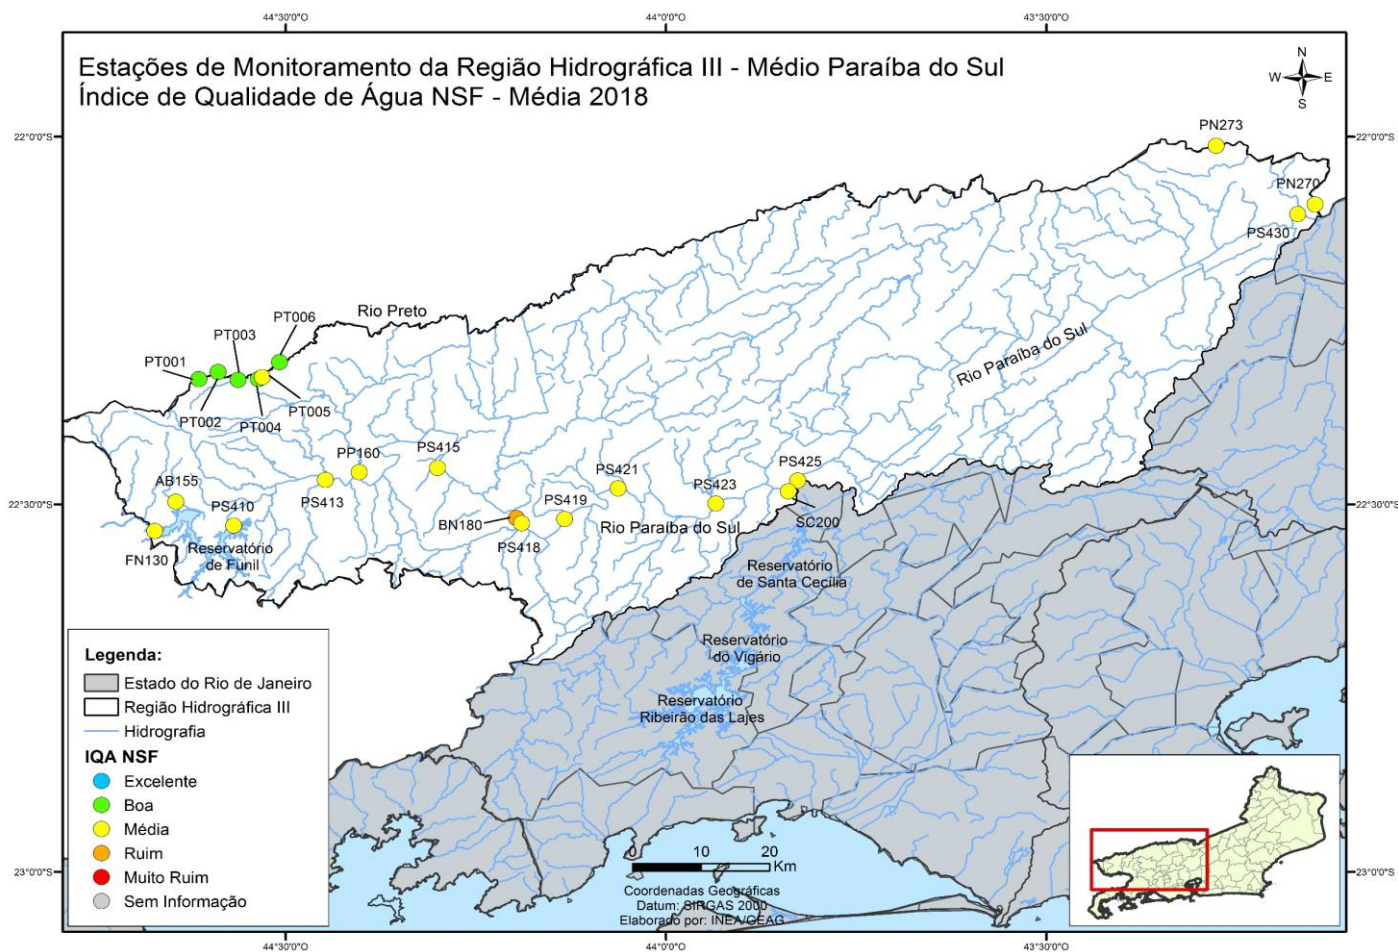 44°30'0"O
44°0'0"O
43°30'0"O
Estações de Monitoramento da Região Hidrográfica III - Médio Paraíba do Sul
Índice de Qualidade de Água NSF - Média 2018
N
W
E
S
22°0'0"S
22°0'0"S
PN273
PN270
PS430
Rio Preto
PT006
PT003
PT001
PT002
PT004
PT005
Rio Paraíba do Sul
PS415
PP160
AB155
PS410
PS413
PS421
PS425
PS423
PS419
BN180
PS418
SC200
22°30'0"S
22°30'0"S
Rio Paraíba do Sul
FN130
Reservatório
de Funil
Reservatório
de Santa Cecília
Reservatório
do Vigário
Reservatório
Ribeirão das Lajes
Legenda:
Estado do Rio de Janeiro
Região Hidrográfica III
Hidrografia
IQA NSF
Excelente
Boa
Média
Ruim
Muito Ruim
Sem Informação
0 10 20
Km
Coordenadas Geográficas
Datum: SIRGAS 2000
Elaborado por: INEA/GEAG
23°0'0"S
23°0'0"S
44°30'0"O
44°0'0"O
43°30'0"O